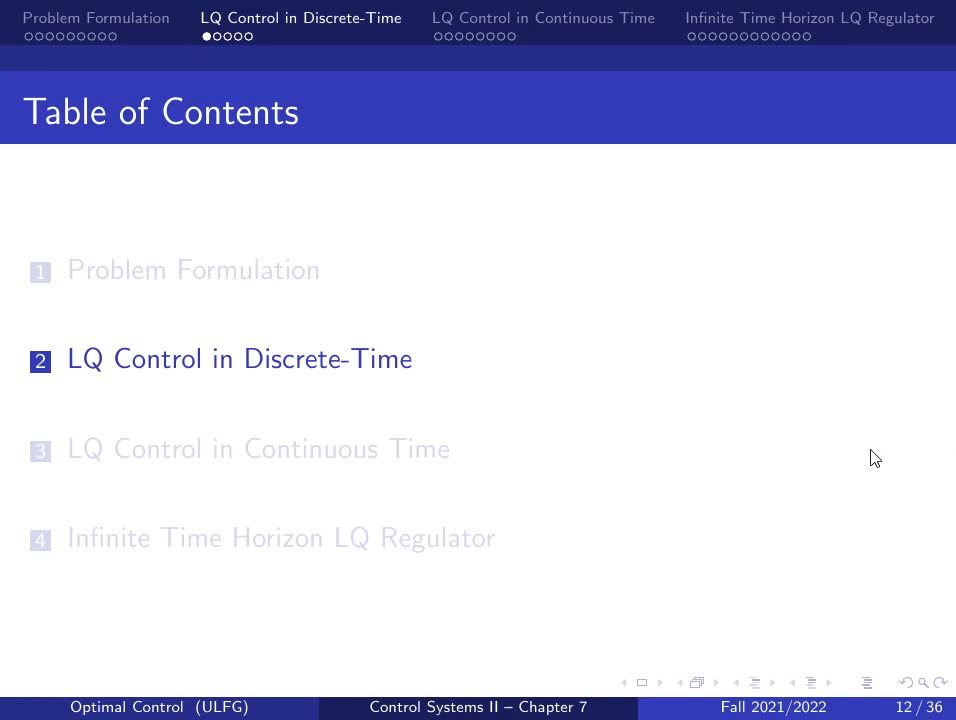 Problem Formulation
LQ Control in Discrete-Time
LQ Control in Continuous Time
Infinite Time Horizon LQ Regulator
Table of Contents
1 Problem Formulation
2 LQ Control in Discrete-Time
3 LQ Control in Continuous Time
4 Infinite Time Horizon LQ Regulator
Optimal Control (ULFG)
Control Systems II – Chapter 7
Fall 2021/2022
12 / 36